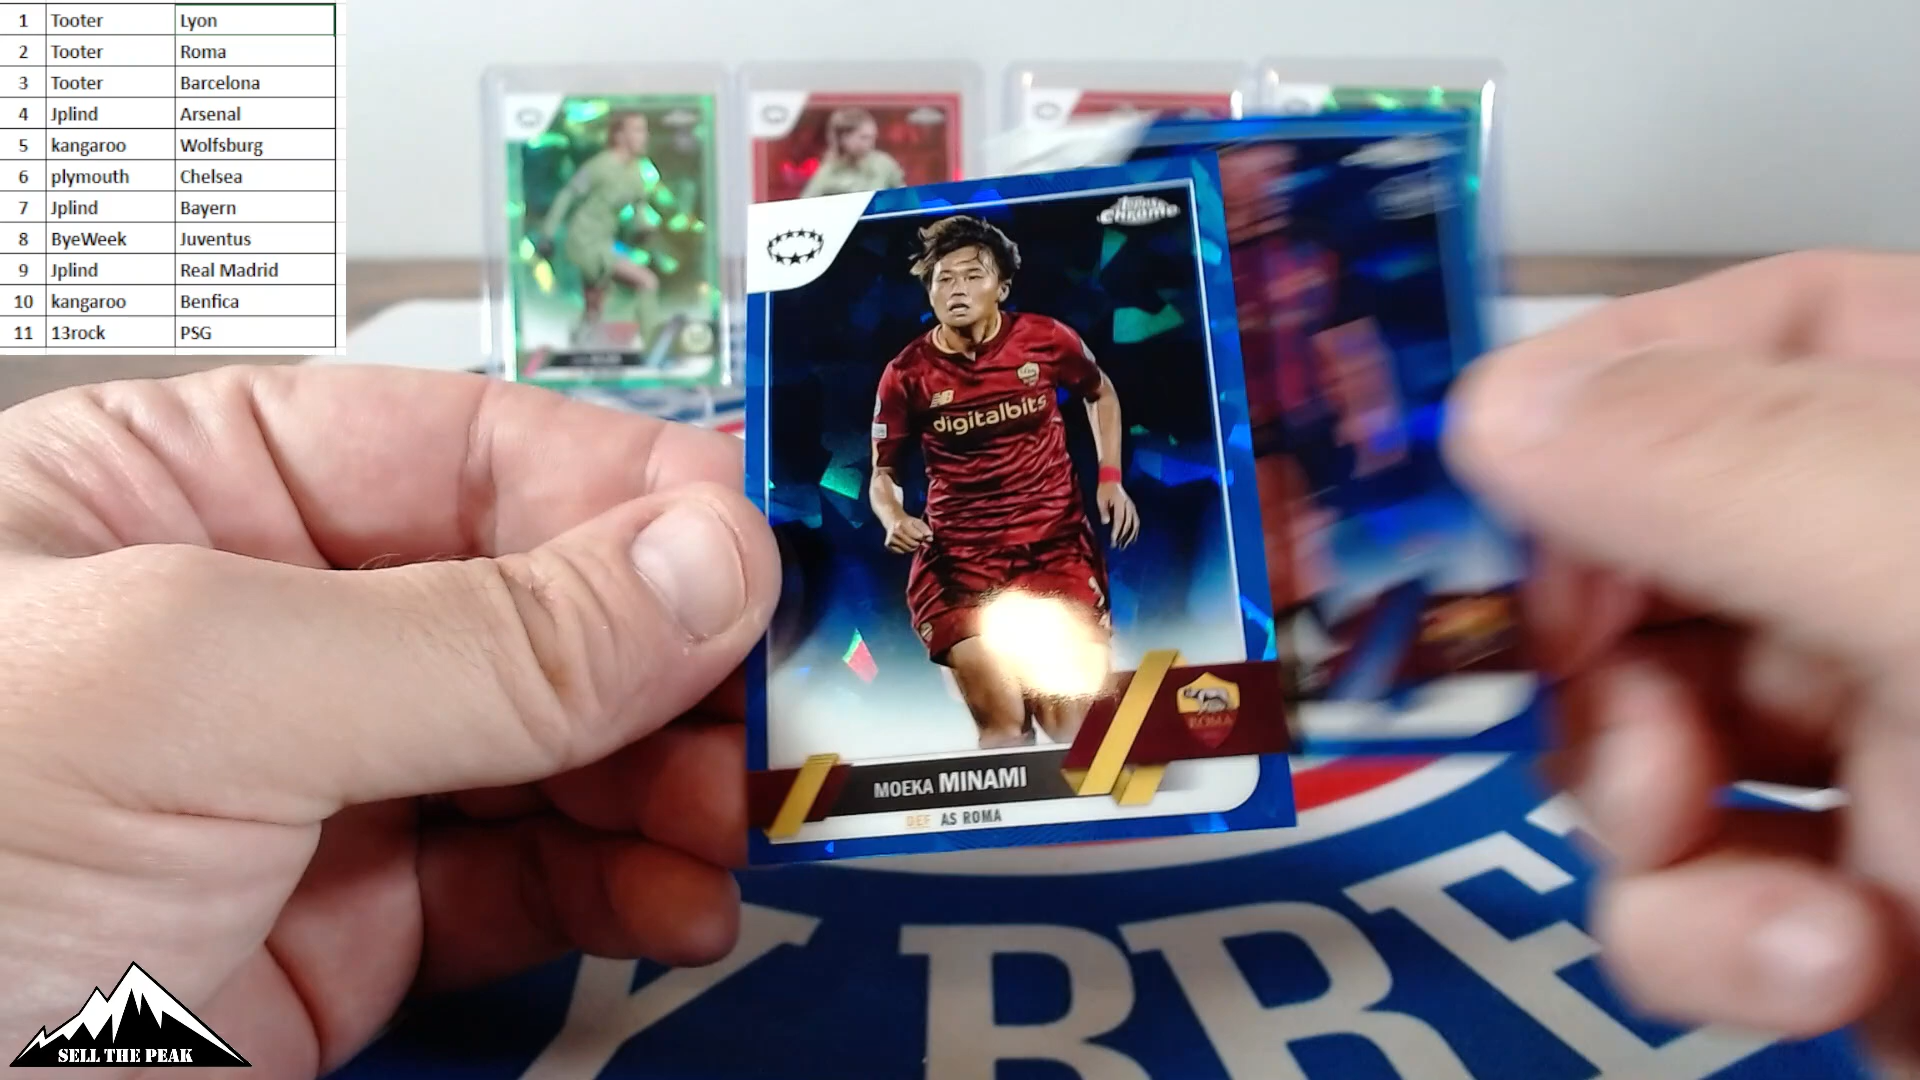 1 Tooter Lyon
2 Tooter Roma
3 Tooter Barcelona
4 Jplind Arsenal
5 kangaroo Wolfsburg
6 plymouth Chelsea
7 Jplind Bayern
8 ByeWeek Juventus
9 Jplind Real Madrid
10 kangaroo Benfica
11 13rock PSG
Topps
Chrome
NB
digitalbits
ROMA
MOEKA MINAMI
DEF AS ROMA
Y BRE
SELL THE PEAK